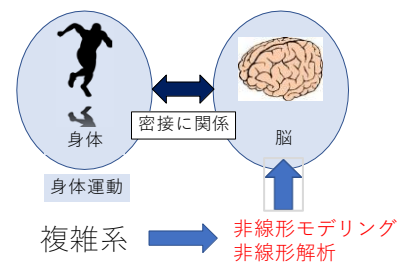 身体
密接に関係
脳
身体運動
複雑系
非線形モデリング
非線形解析